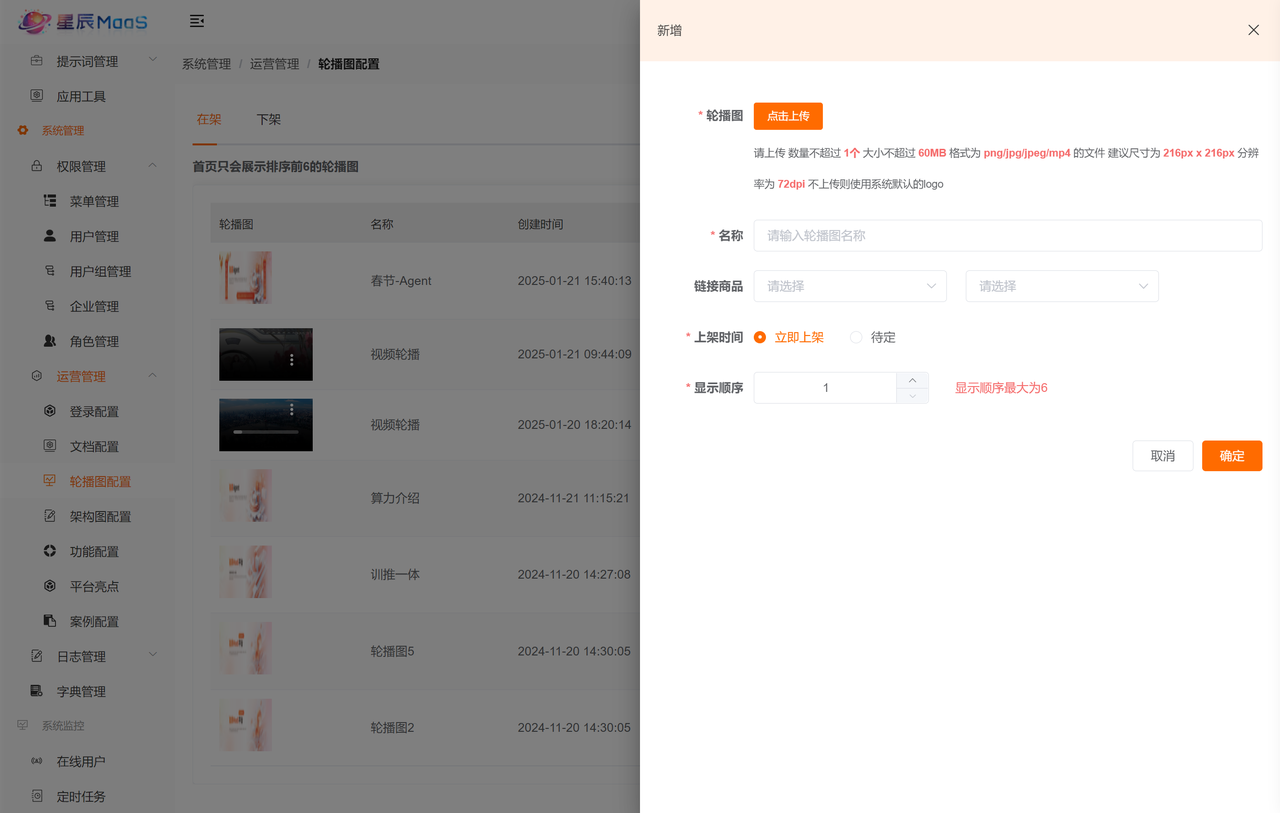 星辰MaaS
提示词管理
应用工具
系统管理
权限管理
菜单管理
用户管理
用户组管理
企业管理
角色管理
运营管理
登录配置
文档配置
轮播图配置
架构图配置
功能配置
平台亮点
案例配置
日志管理
字典管理
系统监控
在线用户
定时任务
系统管理 / 运营管理 / 轮播图配置
在架 下架
首页只会展示排序前6的轮播图
轮播图 名称 创建时间
春节-Agent 2025-01-21 15:40:13
视频轮播 2025-01-21 09:44:09
视频轮播 2025-01-20 18:20:14
算力介绍 2024-11-21 11:15:21
训推一体 2024-11-20 14:27:08
轮播图5 2024-11-20 14:30:05
轮播图2 2024-11-20 14:30:05
新增
* 轮播图 点击上传
请上传 数量不超过 1个 大小不超过 60MB 格式为 png/jpg/jpeg/mp4 的文件 建议尺寸为 216px x 216px 分辨
率为 72dpi 不上传则使用系统默认的logo
* 名称 请输入轮播图名称
链接商品 请选择 请选择
* 上架时间 立即上架 待定
* 显示顺序 1 显示顺序最大为6
取消 确定